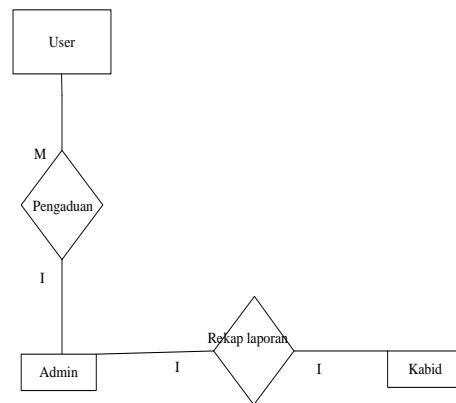 User
M
Pengaduan
I
Rekap laporan
Admin
I
I
Kabid